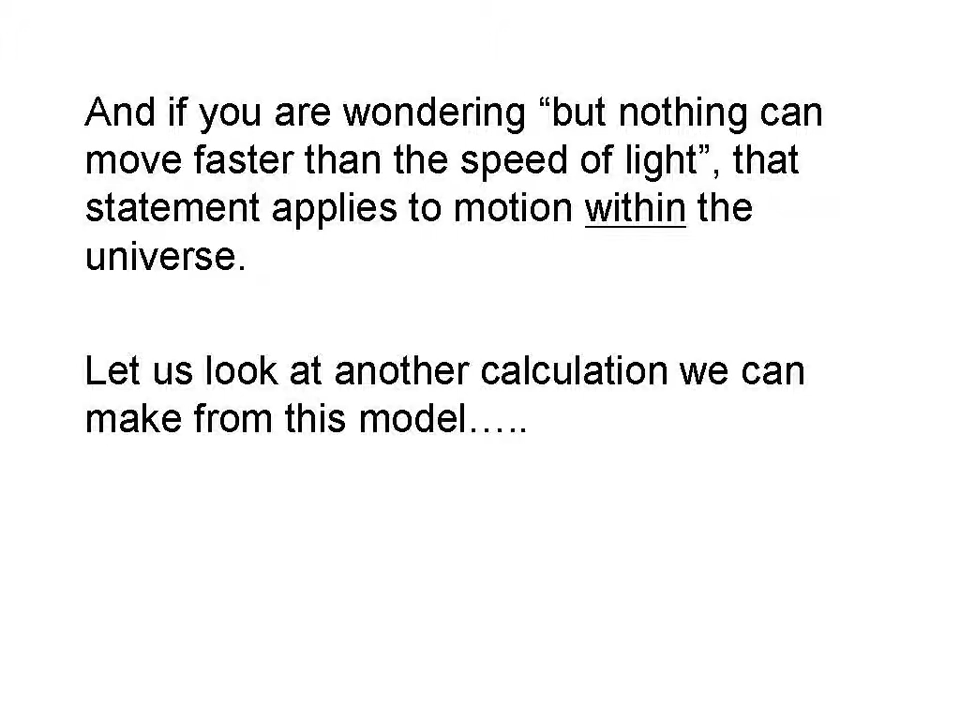 And if you are wondering “but nothing can
move faster than the speed of light”, that
statement applies to motion within the
universe.
Let us look at another calculation we can
make from this model…..